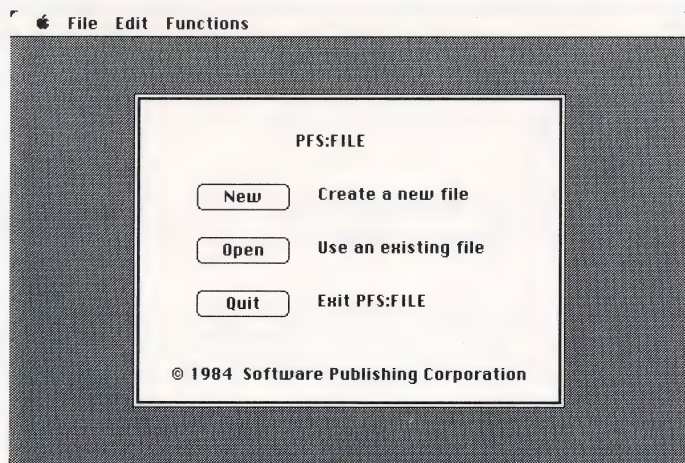 File Edit Functions
PFS:FILE
New Create a new file
Open Use an existing file
Quit Exit PFS:FILE
© 1984 Software Publishing Corporation